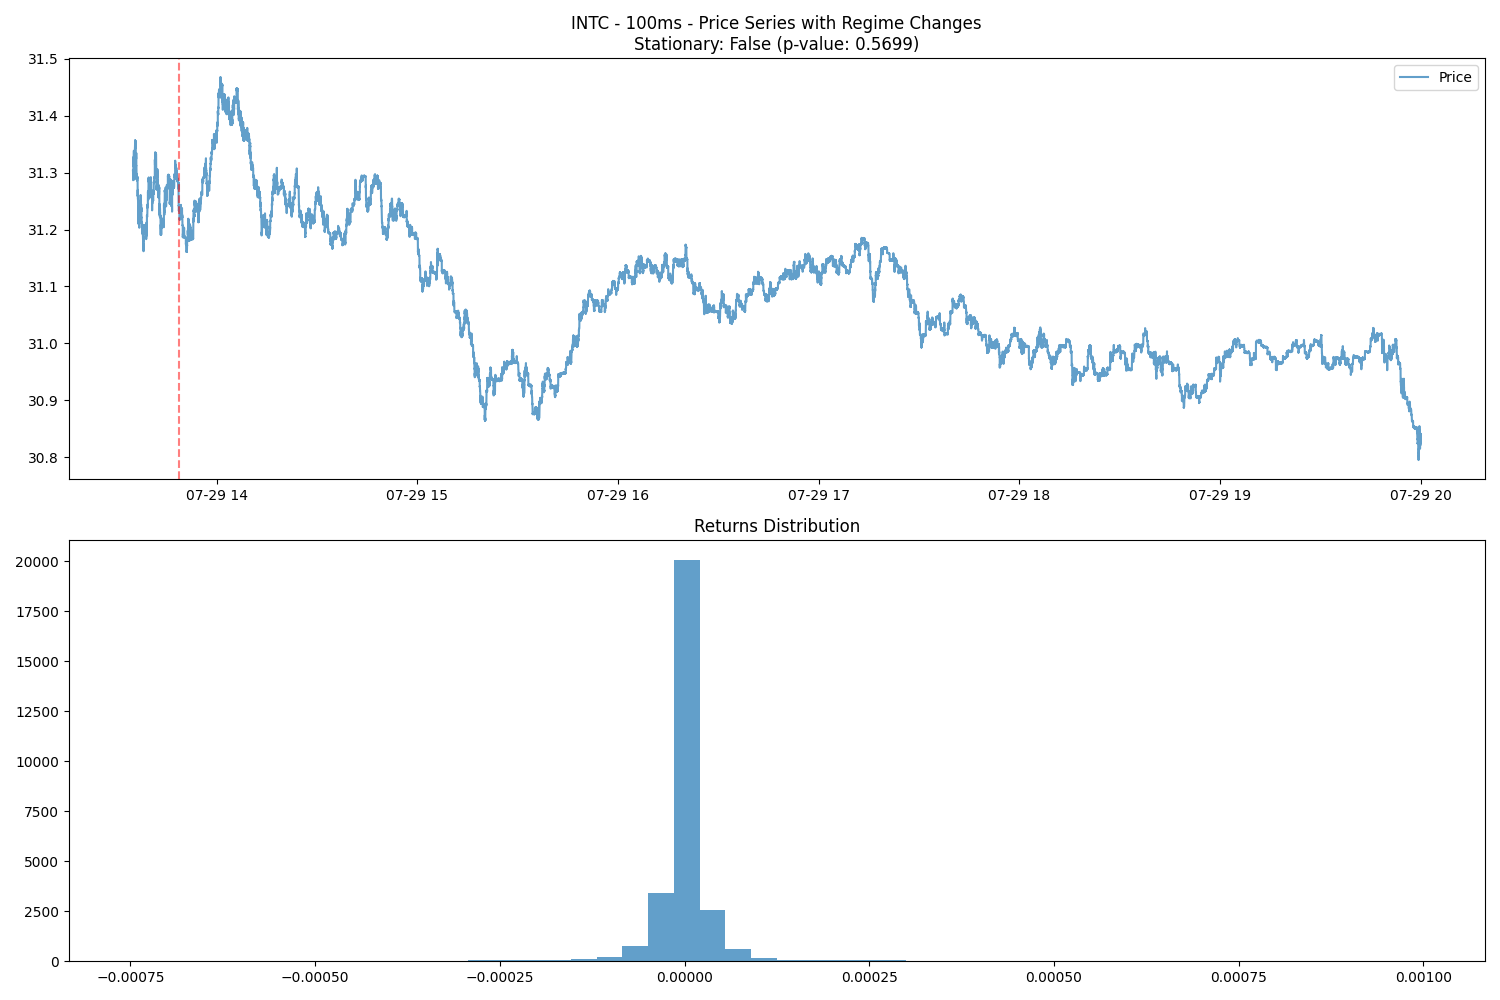 INTC - 100ms - Price Series with Regime Changes
Stationary: False (p-value: 0.5699)
31.5
31.4
31.3
31.2
31.1
31.0
30.9
30.8
Price
07-29 14 07-29 15 07-29 16 07-29 17 07-29 18 07-29 19 07-29 20
Returns Distribution
20000
17500
15000
12500
10000
7500
5000
2500
0
−0.00075 −0.00050 −0.00025 0.00000 0.00025 0.00050 0.00075 0.00100